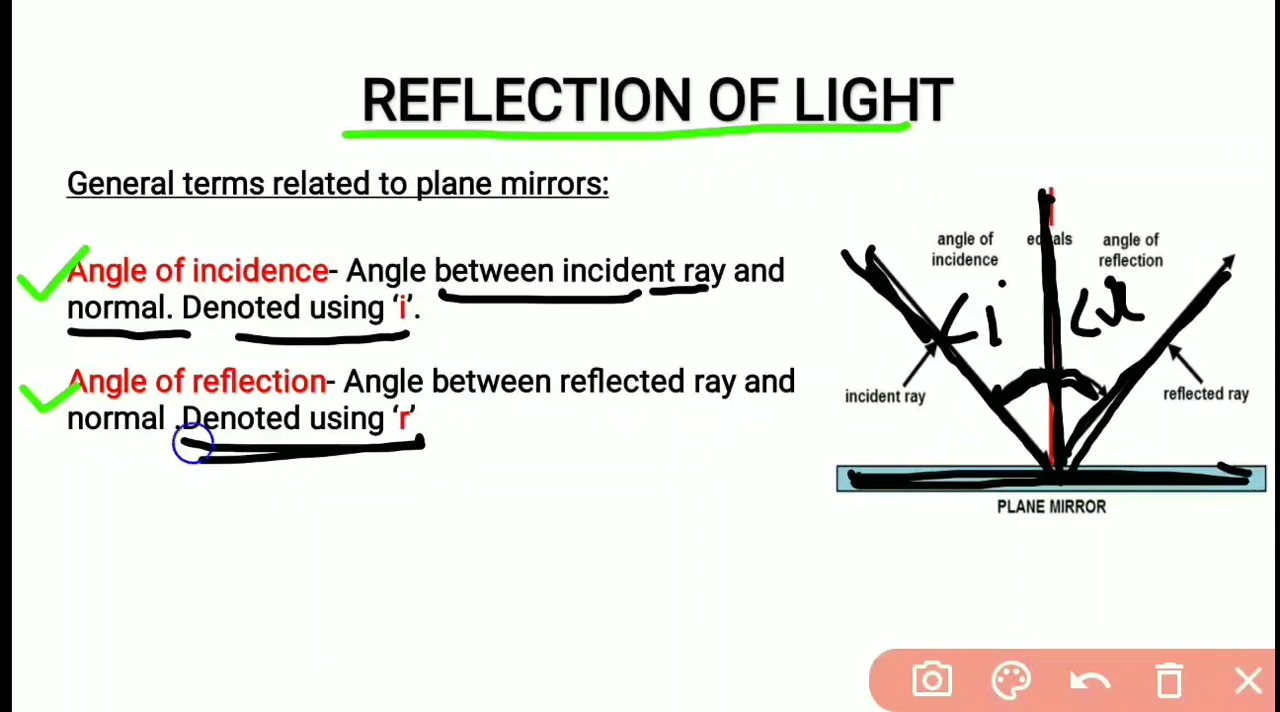 REFLECTION OF LIGHT
General terms related to plane mirrors:
Angle of incidence- Angle between incident ray and
normal. Denoted using ‘i’.
Angle of reflection- Angle between reflected ray and
normal .Denoted using ‘r’
angle of
incidence
equals
angle of
reflection
<i
<r
incident ray
reflected ray
PLANE MIRROR